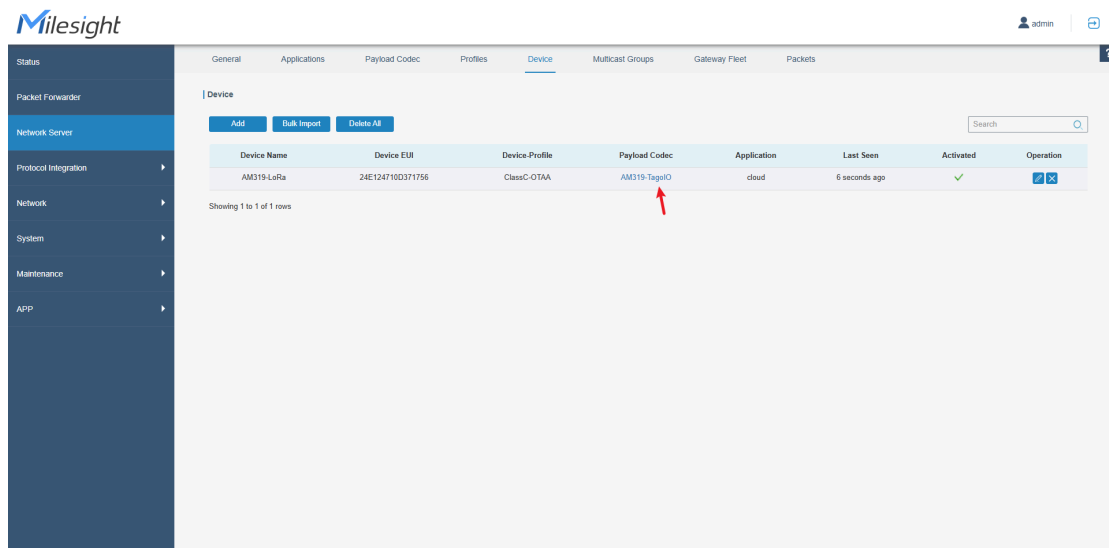 Milesight
admin
Status
Packet Forwarder
Network Server
Protocol Integration
Network
System
Maintenance
APP
General Applications Payload Codec Profiles Device Multicast Groups Gateway Fleet Packets
?
Device
Add Bulk Import Delete All Search
Device Name Device EUI Device-Profile Payload Codec Application Last Seen Activated Operation
AM319-LoRa 24E124710D371756 ClassC-OTAA AM319-TagoIO cloud 6 seconds ago
Showing 1 to 1 of 1 rows